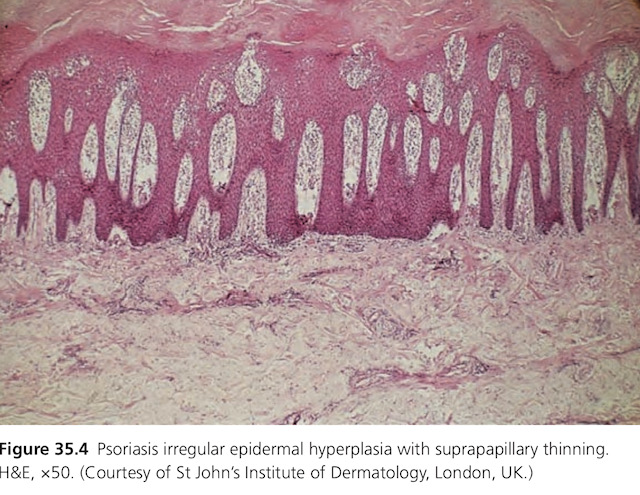 Figure 35.4 Psoriasis irregular epidermal hyperplasia with suprapapillary thinning.
H&E, ×50. (Courtesy of St John’s Institute of Dermatology, London, UK.)